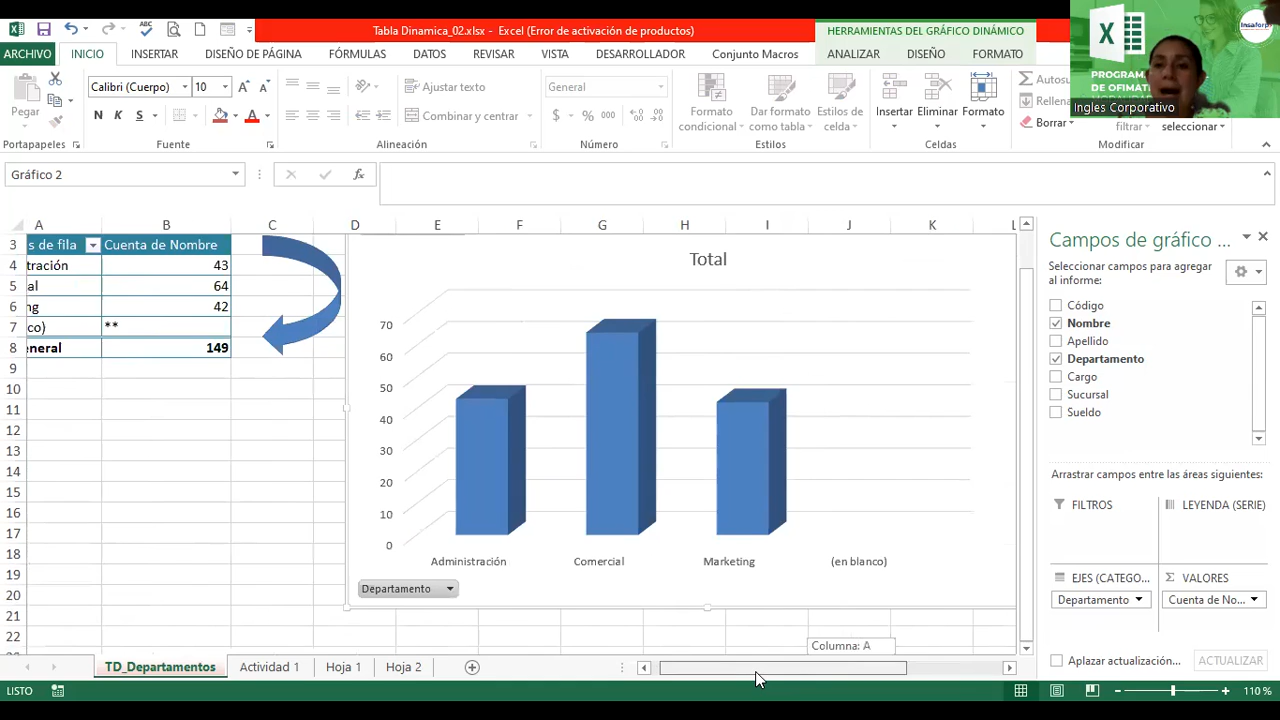 Tabla Dinamica_02.xlsx - Excel (Error de activación de productos)
HERRAMIENTAS DEL GRÁFICO DINÁMICO
ARCHIVO INICIO INSERTAR DISEÑO DE PÁGINA FÓRMULAS DATOS REVISAR VISTA DESARROLLADOR Conjunto Macros ANALIZAR DISEÑO FORMATO
PROGRAM
DE OFIMAT
Insaforp
Ingles Corporativo
Pegar
Calibri (Cuerpo) 10
N K S
Ajustar texto
Combinar y centrar
General
$ % 000
Formato condicional
Dar formato como tabla
Estilos de celda
Insertar Eliminar Formato
Autosu
Rellena
Borrar
filtrar
seleccionar
Portapapeles Fuente Alineación Número Estilos Celdas Modificar
Gráfico 2
fx
A B C D E F G H I J K L
3 s de fila Cuenta de Nombre
4 tración 43
5 al 64
6 ng 42
7 co) **
8 eneral 149
9
10
11
12
13
14
15
16
17
18
19
20
21
22
Total
70
60
50
40
30
20
10
0
Administración Comercial Marketing (en blanco)
Departamento
Columna: A
Campos de gráfico ...
Seleccionar campos para agregar al informe:
Código
Nombre
Apellido
Departamento
Cargo
Sucursal
Sueldo
Arrastrar campos entre las áreas siguientes:
FILTROS LEYENDA (SERIE)
EJES (CATEGO... VALORES
Departamento Cuenta de No...
Aplazar actualización... ACTUALIZAR
TD_Departamentos Actividad 1 Hoja 1 Hoja 2
LISTO 110 %